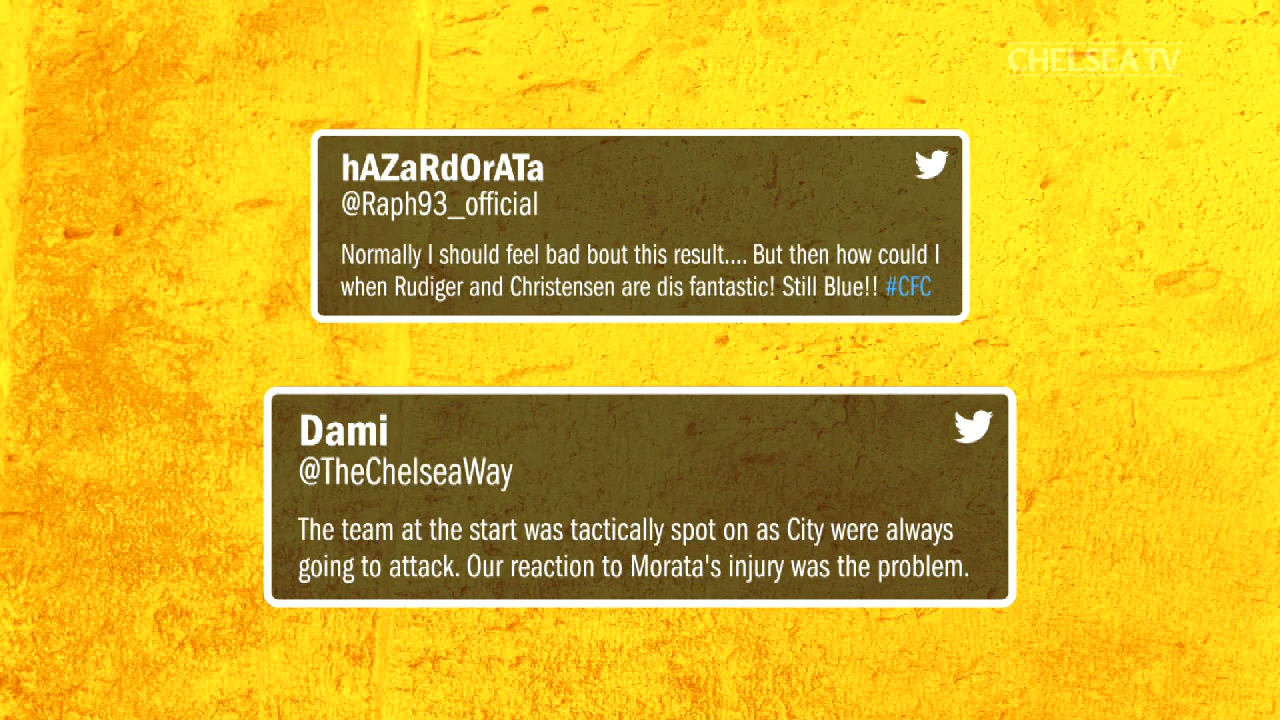 CHELSEA TV
hAZaRdOrATa
@Raph93_official
Normally I should feel bad bout this result.... But then how could I
when Rudiger and Christensen are dis fantastic! Still Blue!! #CFC
Dami
@TheChelseaWay
The team at the start was tactically spot on as City were always
going to attack. Our reaction to Morata's injury was the problem.